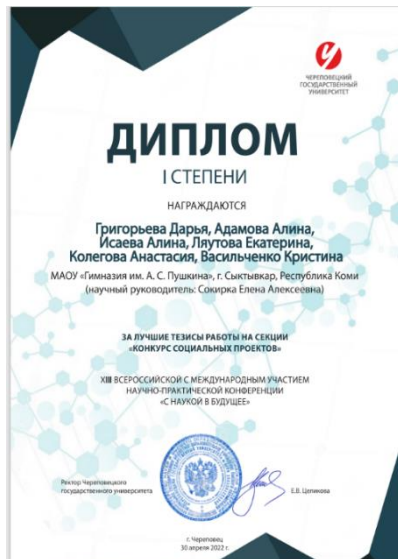 ЧЕРЕПОВЕЦКИЙ
ГОСУДАРСТВЕННЫЙ
УНИВЕРСИТЕТ
ДИПЛОМ
I СТЕПЕНИ
НАГРАЖДАЮТСЯ
Григорьева Дарья, Адамова Алина,
Исаева Алина, Ляутова Екатерина,
Колегова Анастасия, Васильченко Кристина
МАОУ «Гимназия им. А. С. Пушкина», г. Сыктывкар, Республика Коми
(научный руководитель: Сокирка Елена Алексеевна)
ЗА ЛУЧШИЕ ТЕЗИСЫ РАБОТЫ НА СЕКЦИИ
«КОНКУРС СОЦИАЛЬНЫХ ПРОЕКТОВ»
XIII ВСЕРОССИЙСКОЙ С МЕЖДУНАРОДНЫМ УЧАСТИЕМ
НАУЧНО-ПРАКТИЧЕСКОЙ КОНФЕРЕНЦИИ
«С НАУКОЙ В БУДУЩЕЕ»
Ректор Череповецкого
государственного университета
Е.В. Целикова
г. Череповец
30 апреля 2022 г.